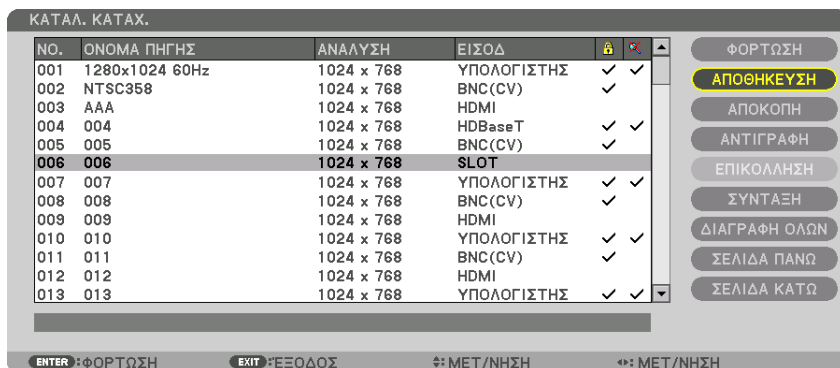 ΚΑΤΑΛ. ΚΑΤΑΧ.
NO. ΟΝΟΜΑ ΠΗΓΗΣ ΑΝΑΛΥΣΗ ΕΙΣΟΔ
001 1280x1024 60Hz 1024 x 768 ΥΠΟΛΟΓΙΣΤΗΣ ✓ ✓
002 NTSC358 1024 x 768 BNC(CV) ✓
003 AAA 1024 x 768 HDMI
004 004 1024 x 768 HDBaseT ✓ ✓
005 005 1024 x 768 BNC(CV) ✓
006 006 1024 x 768 SLOT
007 007 1024 x 768 ΥΠΟΛΟΓΙΣΤΗΣ ✓ ✓
008 008 1024 x 768 BNC(CV) ✓
009 009 1024 x 768 HDMI
010 010 1024 x 768 ΥΠΟΛΟΓΙΣΤΗΣ ✓ ✓
011 011 1024 x 768 BNC(CV) ✓
012 012 1024 x 768 HDMI
013 013 1024 x 768 ΥΠΟΛΟΓΙΣΤΗΣ ✓ ✓
ΦΟΡΤΩΣΗ
ΑΠΟΘΗΚΕΥΣΗ
ΑΠΟΚΟΠΗ
ΑΝΤΙΓΡΑΦΗ
ΕΠΙΚΟΛΛΗΣΗ
ΣΥΝΤΑΞΗ
ΔΙΑΓΡΑΦΗ ΟΛΩΝ
ΣΕΛΙΔΑ ΠΑΝΩ
ΣΕΛΙΔΑ ΚΑΤΩ
ENTER :ΦΟΡΤΩΣΗ EXIT :ΈΞΟΔΟΣ :ΜΕΤ/ΝΗΣΗ :ΜΕΤ/ΝΗΣΗ